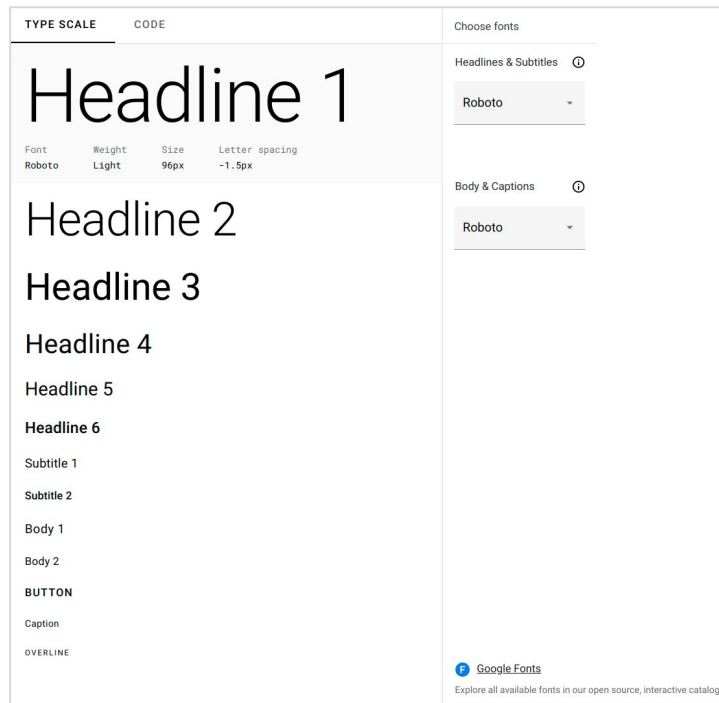 TYPE SCALE CODE
Headline 1
Font Weight Size Letter spacing
Roboto Light 96px -1.5px
Headline 2
Headline 3
Headline 4
Headline 5
Headline 6
Subtitle 1
Subtitle 2
Body 1
Body 2
BUTTON
Caption
OVERLINE
Choose fonts
Headlines & Subtitles
Roboto
Body & Captions
Roboto
F Google Fonts
Explore all available fonts in our open source, interactive catalog